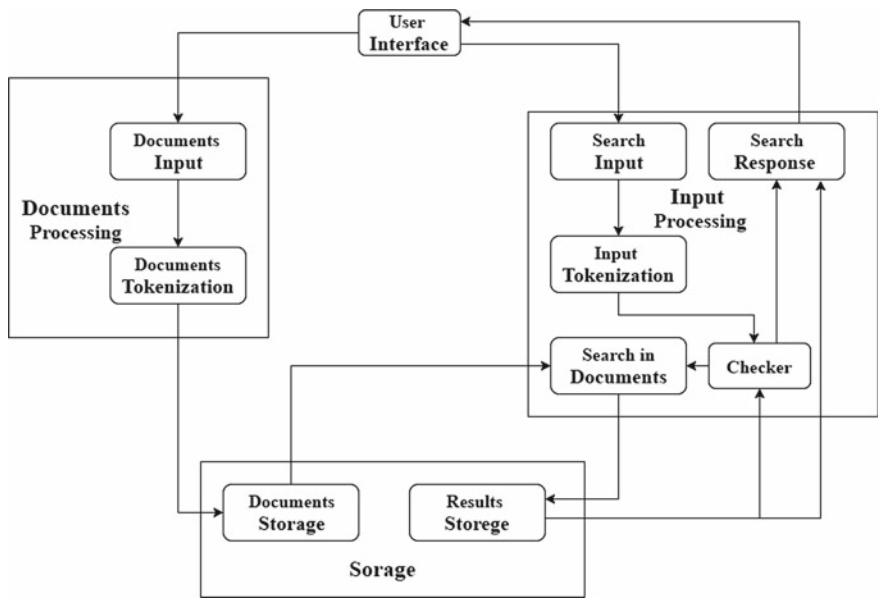 User
Interface
Documents
Input
Documents
Processing
Documents
Tokenization
Search
Input
Search
Response
Input
Processing
Input
Tokenization
Search in
Documents
Checker
Documents
Storage
Results
Storege
Sorage